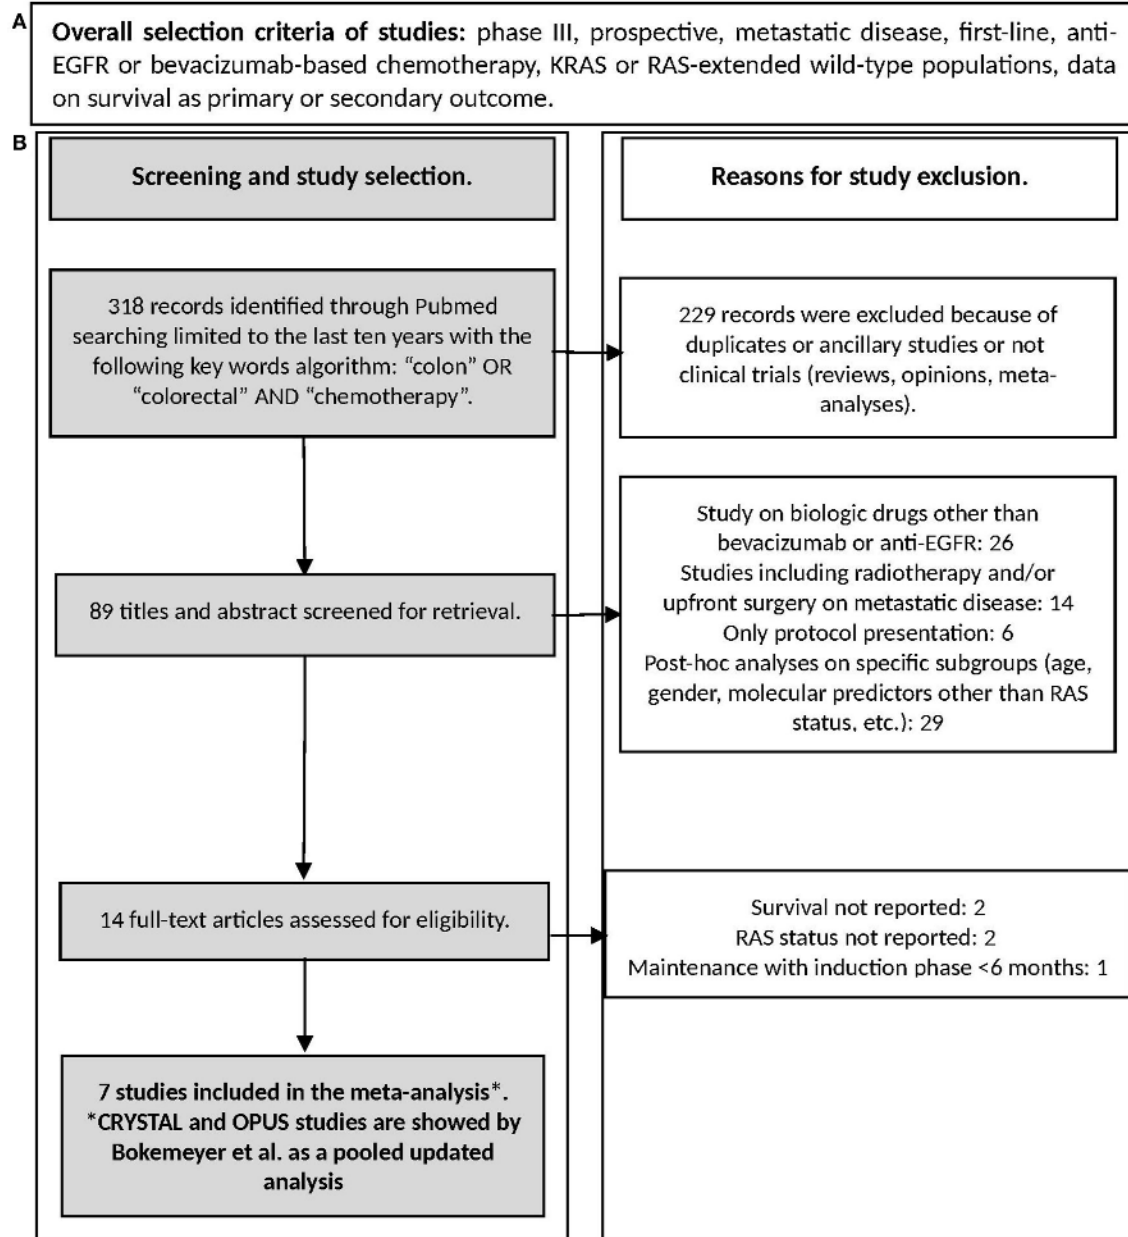 A
Overall selection criteria of studies: phase III, prospective, metastatic disease, first-line, anti-
EGFR or bevacizumab-based chemotherapy, KRAS or RAS-extended wild-type populations, data
on survival as primary or secondary outcome.
B
Screening and study selection.
Reasons for study exclusion.
318 records identified through Pubmed
searching limited to the last ten years with the
following key words algorithm: “colon” OR
“colorectal” AND “chemotherapy”.
229 records were excluded because of
duplicates or ancillary studies or not
clinical trials (reviews, opinions, meta-
analyses).
89 titles and abstract screened for retrieval.
Study on biologic drugs other than
bevacizumab or anti-EGFR: 26
Studies including radiotherapy and/or
upfront surgery on metastatic disease: 14
Only protocol presentation: 6
Post-hoc analyses on specific subgroups (age,
gender, molecular predictors other than RAS
status, etc.): 29
14 full-text articles assessed for eligibility.
Survival not reported: 2
RAS status not reported: 2
Maintenance with induction phase <6 months: 1
7 studies included in the meta-analysis*.
*CRYSTAL and OPUS studies are showed by
Bokemeyer et al. as a pooled updated
analysis